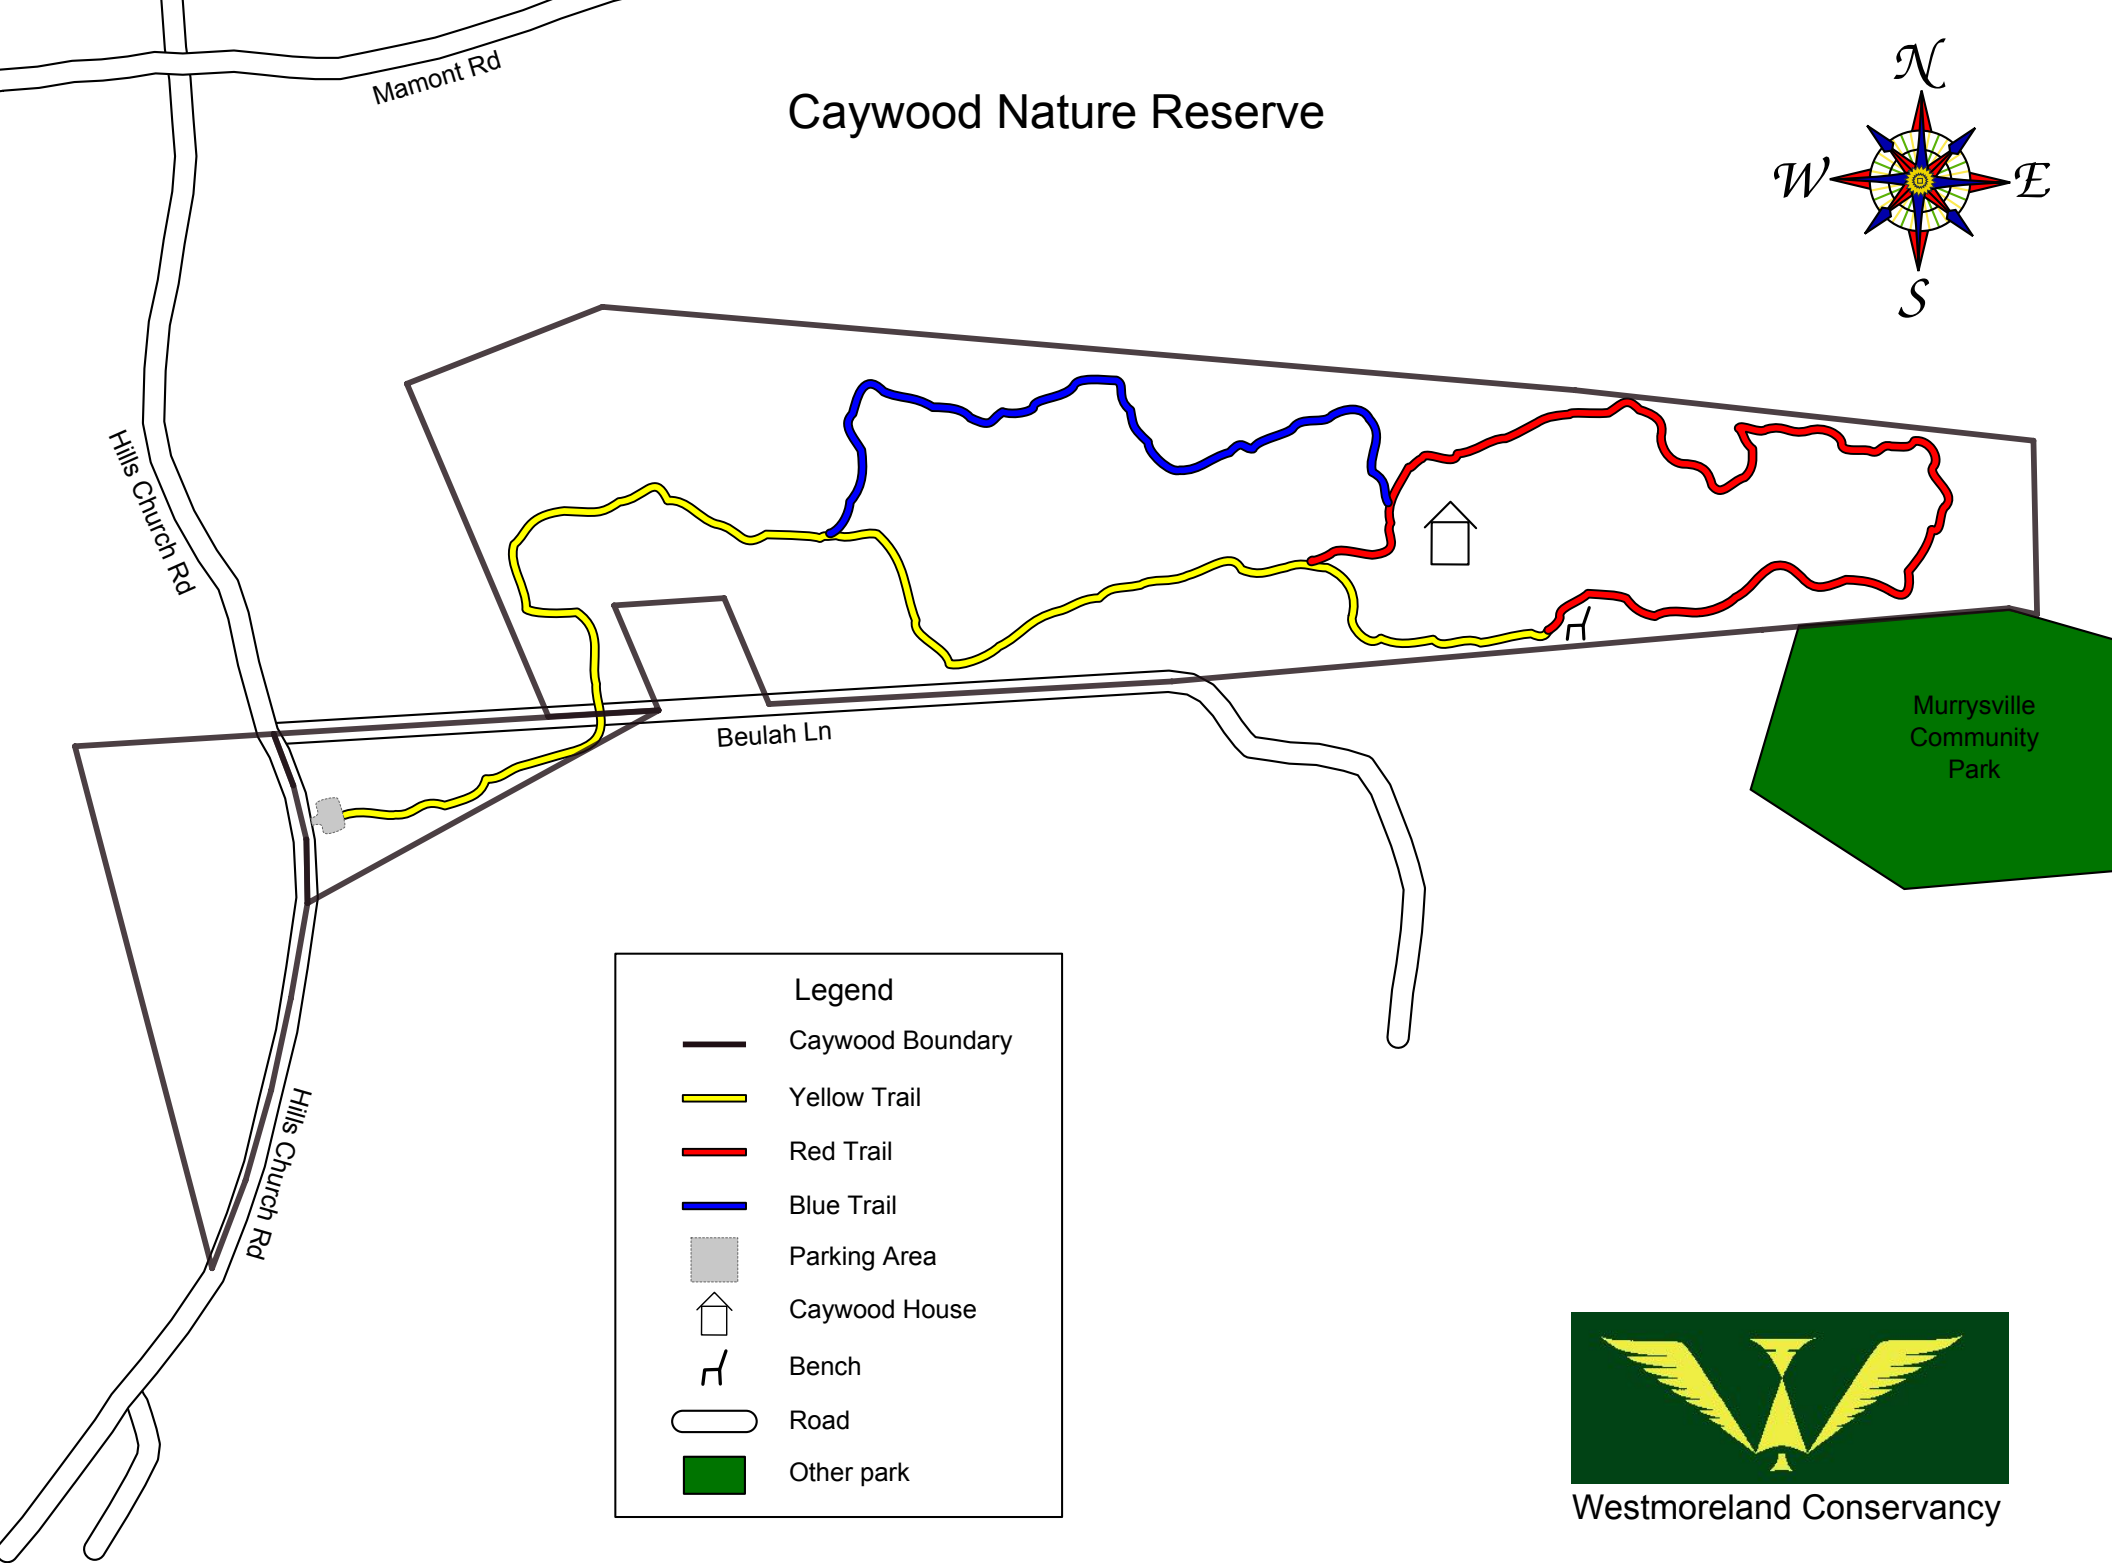 Mamont Rd
Caywood Nature Reserve
N
W
E
S
Hills Church Rd
Beulah Ln
Murrysville
Community
Park
Hills Church Rd
Legend
Caywood Boundary
Yellow Trail
Red Trail
Blue Trail
Parking Area
Caywood House
Bench
Road
Other park
Westmoreland Conservancy